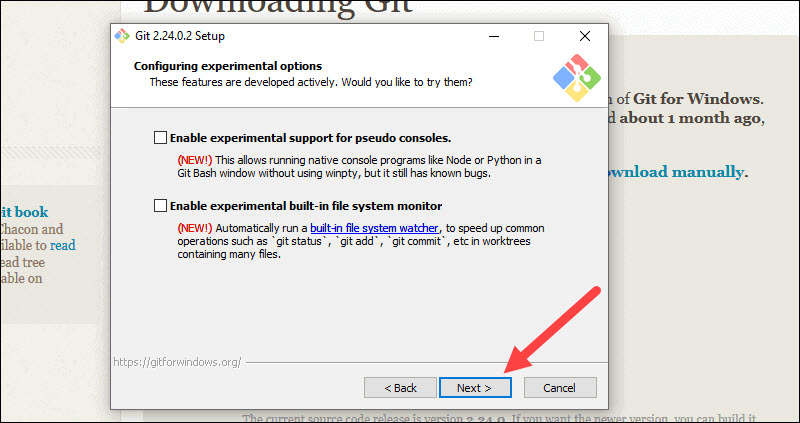 Downloading Git
Git 2.24.0.2 Setup
Configuring experimental options
These features are developed actively. Would you like to try them?
Enable experimental support for pseudo consoles.
(NEW!) This allows running native console programs like Node or Python in a
Git Bash window without using winpty, but it still has known bugs.
Enable experimental built-in file system monitor
(NEW!) Automatically run a built-in file system watcher, to speed up common
operations such as `git status`, `git add`, `git commit`, etc in worktrees
containing many files.
https://gitforwindows.org/
< Back
Next >
Cancel
of Git for Windows.
about 1 month ago,
download manually.
book
Chacon and
to read
tree
on
The current source code release is version 2.24.0. If you want the newer version, you can build it